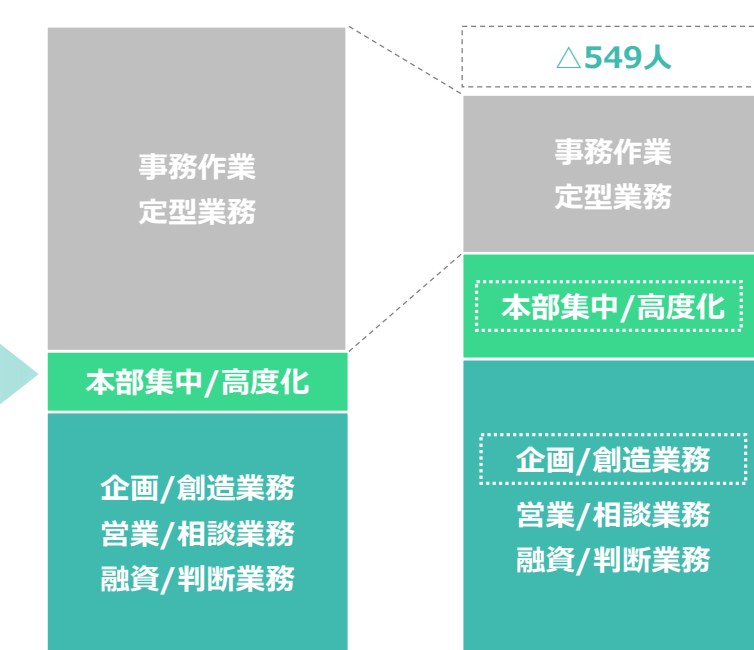 事務作業
定型業務
本部集中/高度化
企画/創造業務
営業/相談業務
融資/判断業務
△549人
事務作業
定型業務
本部集中/高度化
企画/創造業務
営業/相談業務
融資/判断業務